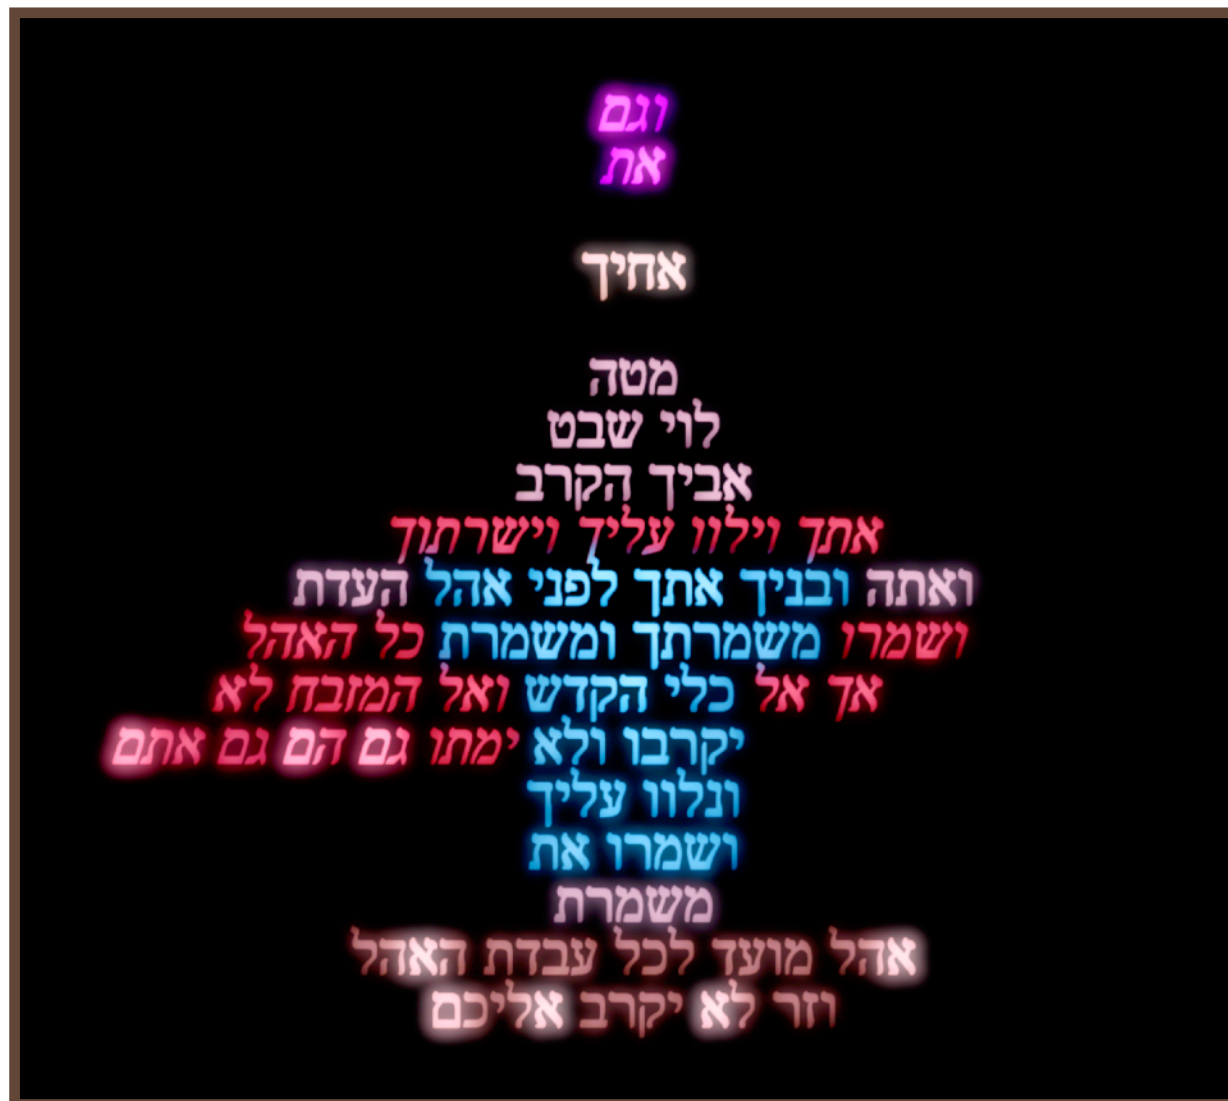 וגם
את
אחיך
מטה
לוי שבט
אביך הקרב
אתך וילוו עליך וישרתוך
ואתה ובניך אתך לפני אהל העדת
ושמרו משמרתך ומשמרת כל האהל
אך אל כלי הקדש ואל המזבח לא
יקרבו ולא ימתו גם הם גם אתם
ונלוו עליך
ושמרו את
משמרת
אהל מועד לכל עבדת האהל
וזר לא יקרב אליכם